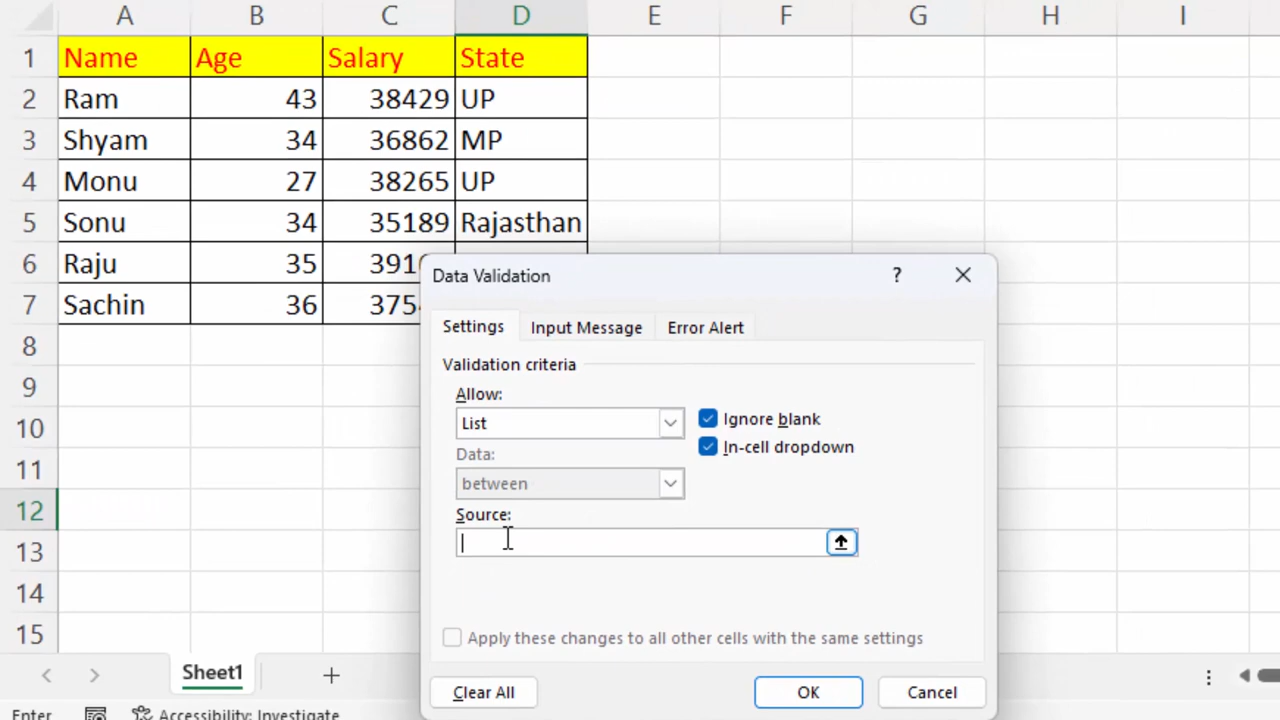 A B C D E F G H I
1 Name Age Salary State
2 Ram 43 38429 UP
3 Shyam 34 36862 MP
4 Monu 27 38265 UP
5 Sonu 34 35189 Rajasthan
6 Raju 35
7 Sachin 36
8
9
10
11
12
13
14
15
Data Validation ?
Settings Input Message Error Alert
Validation criteria
Allow:
List
Ignore blank
In-cell dropdown
Data:
between
Source:
Apply these changes to all other cells with the same settings
Clear All OK Cancel
Sheet1
Enter Accessibility: Investigate